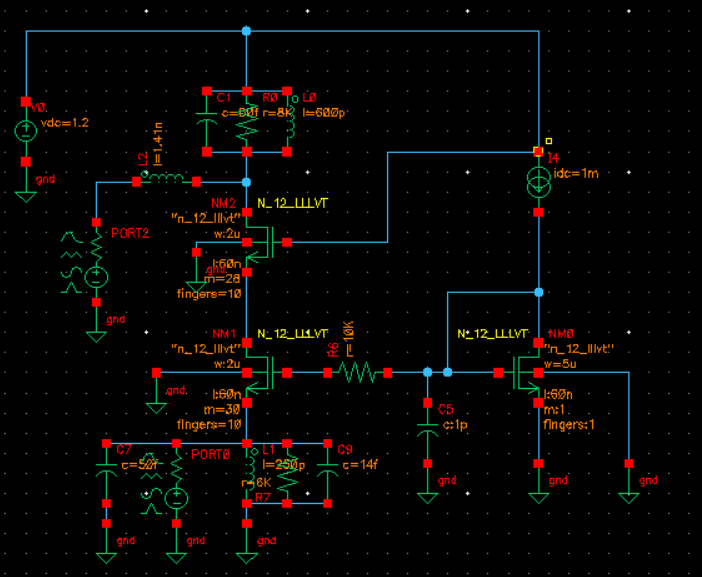 V0
vdc=1.2
gnd
C1
R0
L0
r=8K
l=600p
L2
l=1.41n
PORT2
gnd
I4
idc=1m
NM2
N_12_LLLVT
"n_12_lllvt"
w:2u
gnd
l:60n
m=28
fingers=10
NM1
N_12_LLLVT
"n_12_lllvt"
w:2u
gnd
l:60n
m=30
fingers=10
R6
r=10K
N_12_LLLVT
NM0
"n_12_lllvt"
w=5u
l:60n
m:1
fingers:1
C5
c:1p
C7
c=50f
PORT0
L1
l=250p
r=6K
R7
C9
c=14f
gnd
gnd
gnd
gnd
gnd
gnd